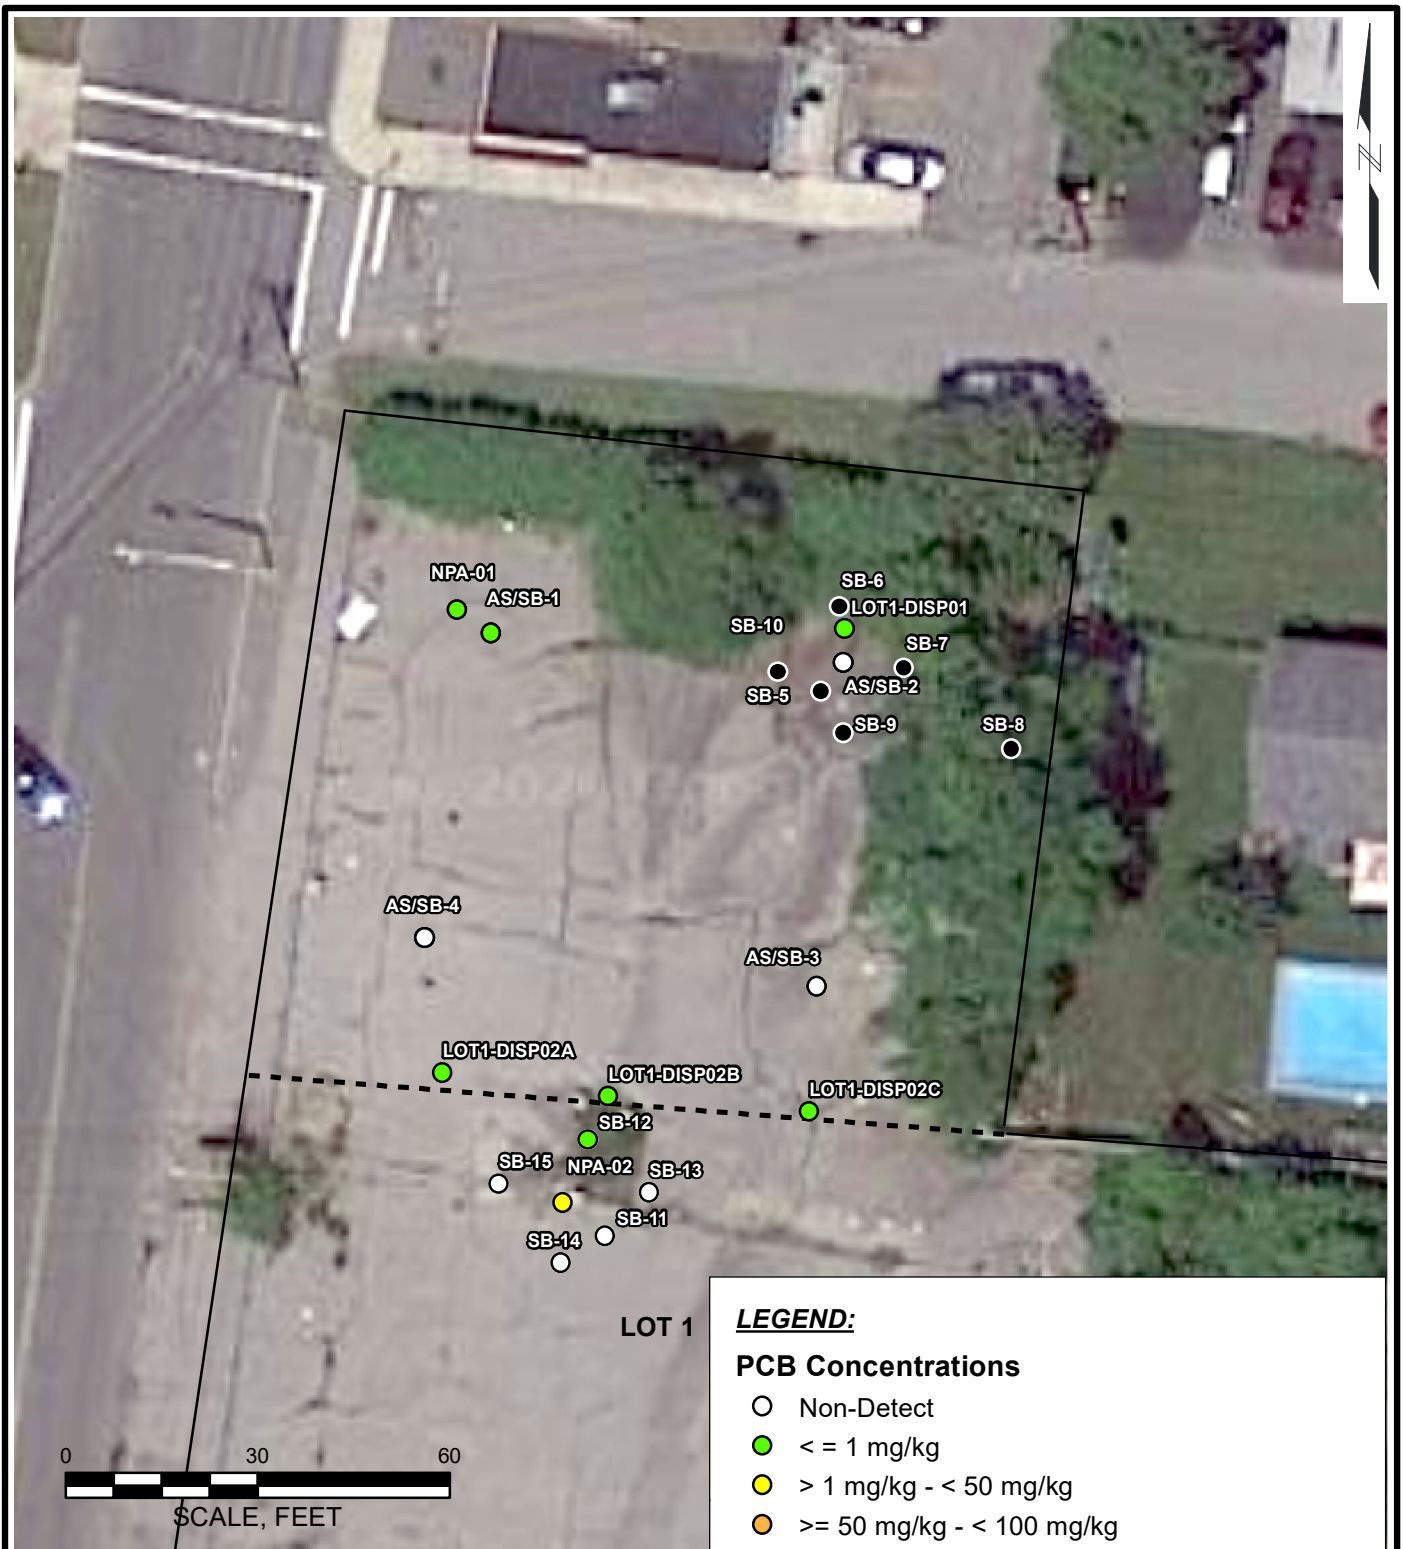 N
NPA-01
AS/SB-1
SB-6
LOT1-DISP01
SB-10
SB-7
AS/SB-2
SB-5
SB-9
SB-8
AS/SB-4
AS/SB-3
LOT1-DISP02A
LOT1-DISP02B
LOT1-DISP02C
SB-12
SB-15
NPA-02
SB-13
SB-11
SB-14
LOT 1
LEGEND:
PCB Concentrations
Non-Detect
< = 1 mg/kg
> 1 mg/kg - < 50 mg/kg
>= 50 mg/kg - < 100 mg/kg
0 30 60
SCALE, FEET